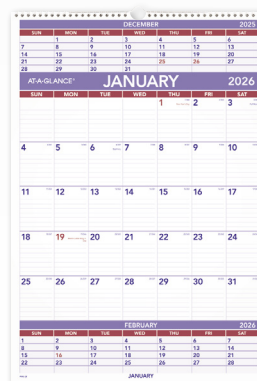 DECEMBER 2025
SUN MON TUE WED THU FRI SAT
1 2 3 4 5 6
7 8 9 10 11 12 13
14 15 16 17 18 19 20
21 22 23 24 25 26 27
28 29 30 31
AT-A-GLANCE JANUARY 2026
SUN MON TUE WED THU FRI SAT
1 2 3
4 5 6 7 8 9 10
11 12 13 14 15 16 17
18 19 20 21 22 23 24
25 26 27 28 29 30 31
FEBRUARY 2026
SUN MON TUE WED THU FRI SAT
1 2 3 4 5 6 7
8 9 10 11 12 13 14
15 16 17 18 19 20 21
22 23 24 25 26 27 28
JANUARY